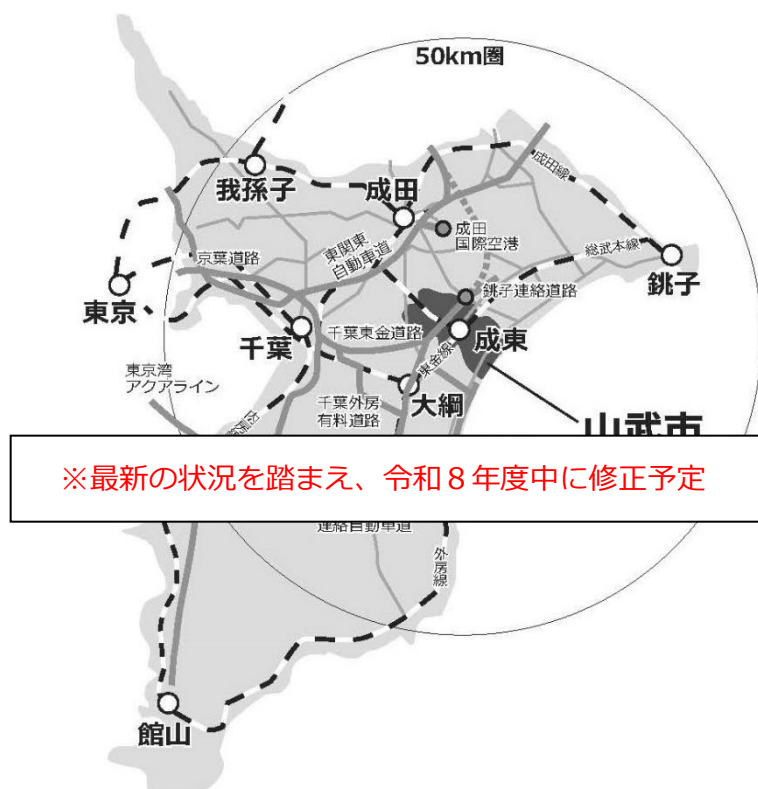 50km圏
我孫子
成田
成田線
成田
国際空港
東関東
自動車道
京葉道路
総武本線
東京
銚子
銚子連絡道路
千葉
千葉東金道路
成東
東金線
東京湾
アクアライン
大網
千葉外房
有料道路
山武市
※最新の状況を踏まえ、令和８年度中に修正予定
連絡自動車道
外房線
館山